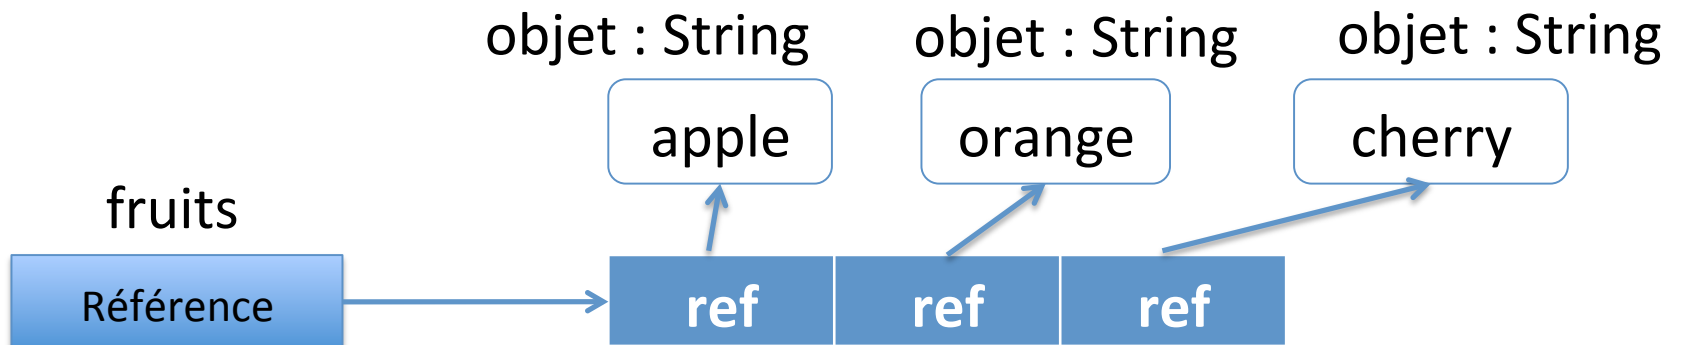 objet : String objet : String objet : String
apple orange cherry
fruits
Référence ref ref ref